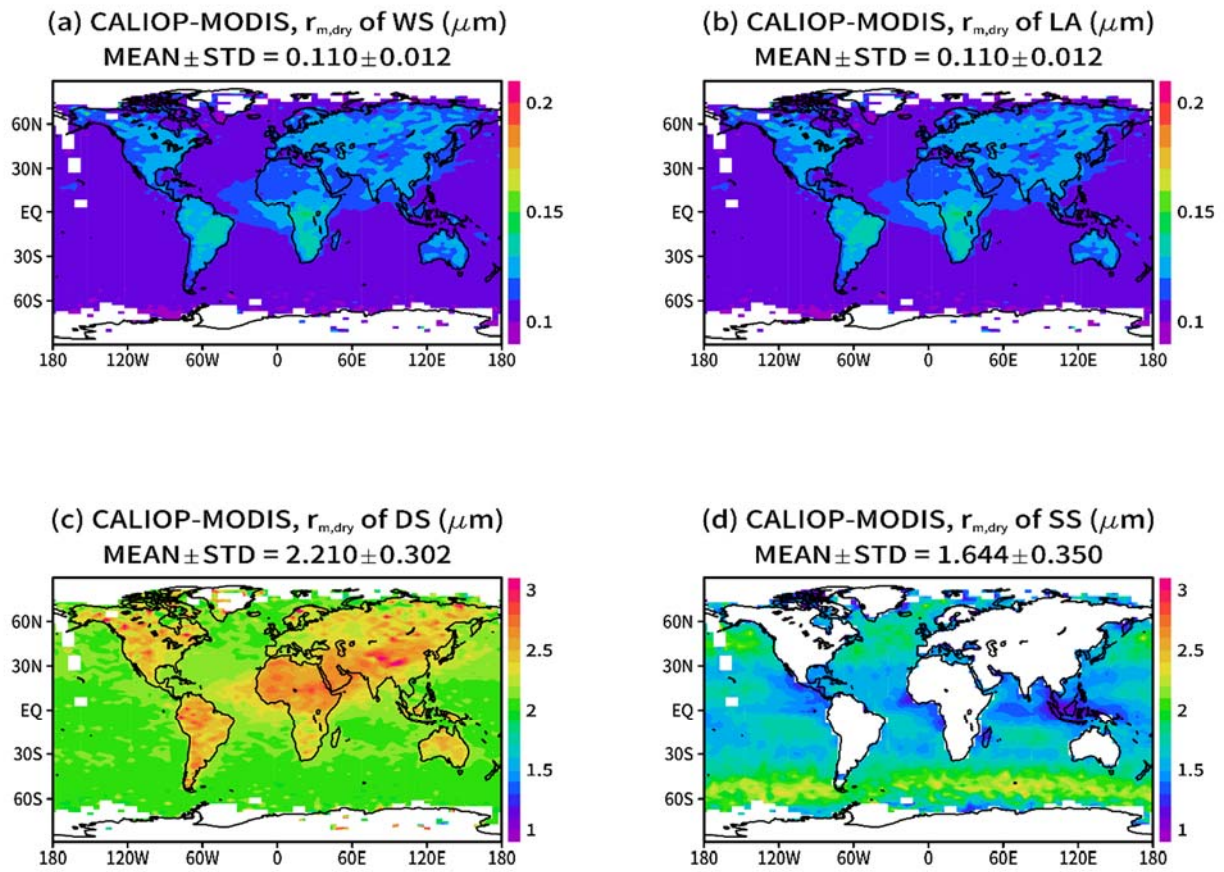 (a) CALIOP-MODIS, rm,dry of WS (μm)
MEAN±STD = 0.110±0.012
60N
30N
EQ
30S
60S
180 120W 60W 0 60E 120E 180
0.2
0.15
0.1
(b) CALIOP-MODIS, rm,dry of LA (μm)
MEAN±STD = 0.110±0.012
60N
30N
EQ
30S
60S
180 120W 60W 0 60E 120E 180
0.2
0.15
0.1
(c) CALIOP-MODIS, rm,dry of DS (μm)
MEAN±STD = 2.210±0.302
60N
30N
EQ
30S
60S
180 120W 60W 0 60E 120E 180
3
2.5
2
1.5
1
(d) CALIOP-MODIS, rm,dry of SS (μm)
MEAN±STD = 1.644±0.350
60N
30N
EQ
30S
60S
180 120W 60W 0 60E 120E 180
3
2.5
2
1.5
1